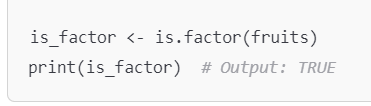 is_factor <- is.factor(fruits)
print(is_factor)  # Output: TRUE